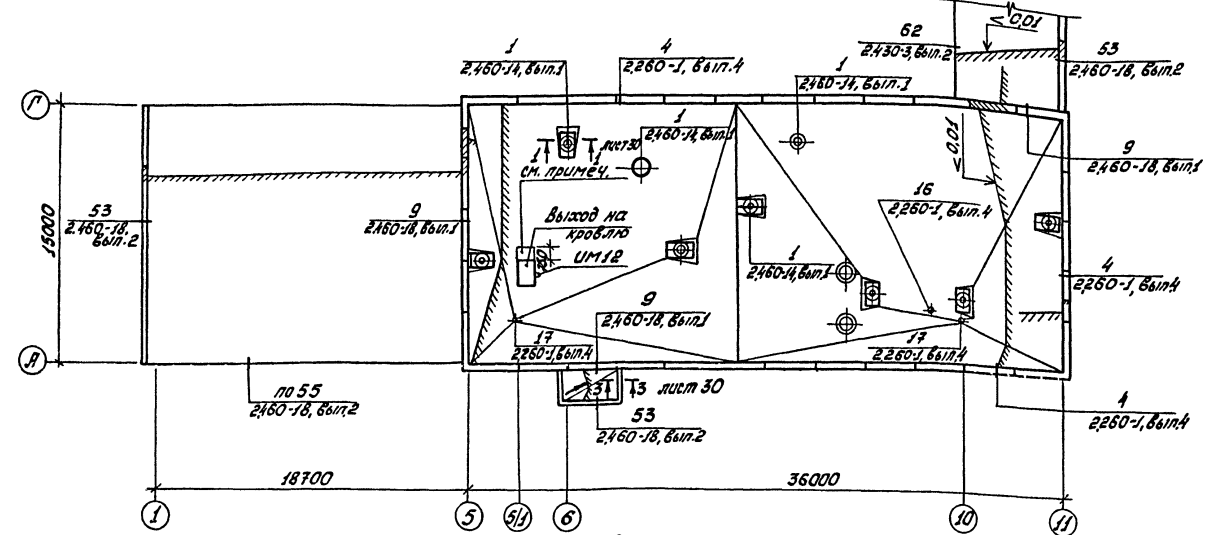 < 0,01
62
2.430-3, вып.2
53
2.460-18, вып.2
1
2.460-14, вып.1
4
2.260-1, вып.4
1
2.460-14, вып.1
1
2.460-14, вып.1
Г
1
1
лист 30
см. примеч.
< 0,01
9
2.460-18, вып.1
16
2.260-1, вып.4
15000
53
2.460-18,
вып.2
9
2.460-18, вып.1
Выход на
кровлю
ИМ12
1
2.460-14, вып.1
4
2.260-1, вып.4
9
2.460-18, вып.1
17
2.260-1, вып.4
17
2.260-1, вып.4
А
по 55
2.460-18, вып.2
3
3
лист 30
53
2.460-18, вып.2
4
2.260-1, вып.4
18700
36000
1
5
5/1
6
10
11